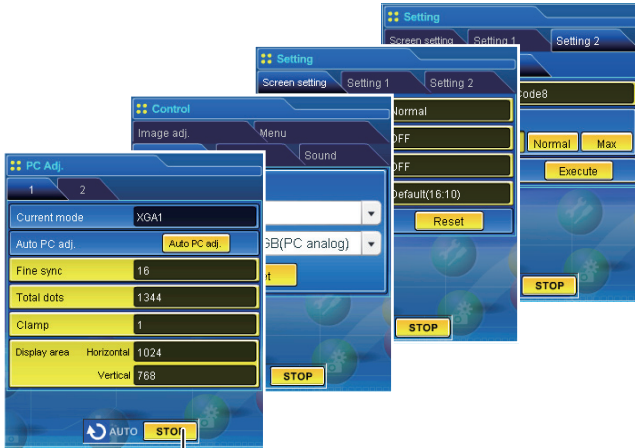 PC Adj.
1 2
Current mode XGA1
Auto PC adj. Auto PC adj.
Fine sync 16
Total dots 1344
Clamp 1
Display area Horizontal 1024
Vertical 768
AUTO STOP
Control
Image adj. Menu
Sound
(PC analog)
STOP
Setting
Screen setting Setting 1 Setting 2
Normal
OFF
OFF
Default(16:10)
Reset
STOP
Setting
Screen setting Setting 1 Setting 2
Code8
Normal Max
Execute
STOP